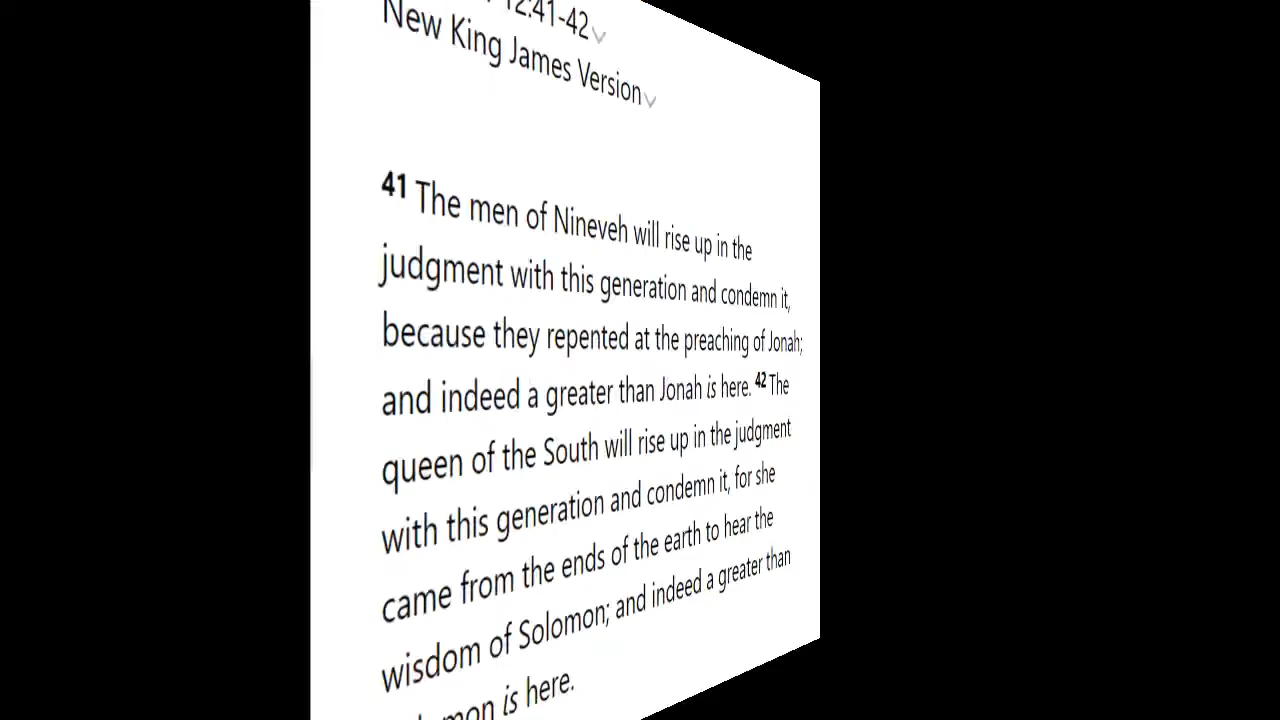 12:41-42
New King James Version
41 The men of Nineveh will rise up in the
judgment with this generation and condemn it,
because they repented at the preaching of Jonah;
and indeed a greater than Jonah is here. 42 The
queen of the South will rise up in the judgment
with this generation and condemn it, for she
came from the ends of the earth to hear the
wisdom of Solomon; and indeed a greater than
is here.